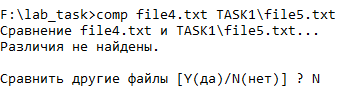 F:\lab_task>comp file4.txt TASK1\file5.txt
Сравнение file4.txt и TASK1\file5.txt...
Различия не найдены.
Сравнить другие файлы [Y(да)/N(нет)] ? N